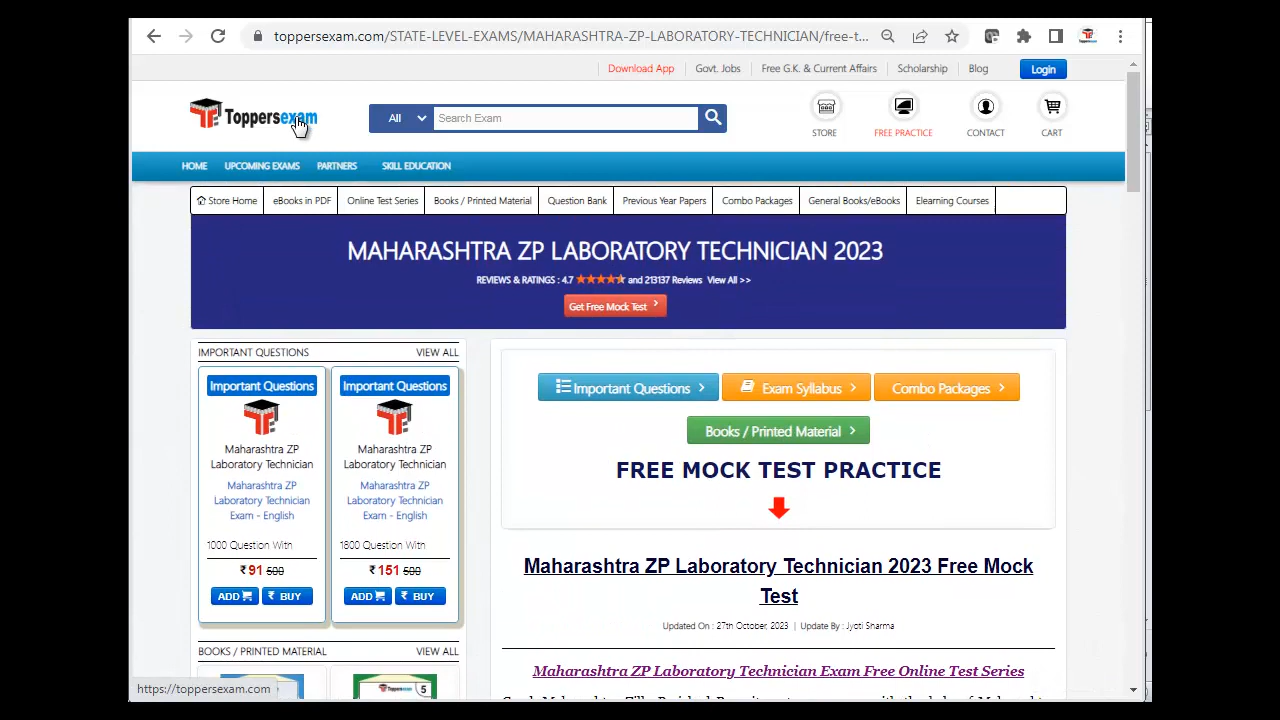 toppersexam.com/STATE-LEVEL-EXAMS/MAHARASHTRA-ZP-LABORATORY-TECHNICIAN/free-t...
Download App Govt. Jobs Free G.K. & Current Affairs Scholarship Blog Login
Toppersexam All Search Exam
STORE FREE PRACTICE CONTACT CART
HOME UPCOMING EXAMS PARTNERS SKILL EDUCATION
Store Home eBooks in PDF Online Test Series Books / Printed Material Question Bank Previous Year Papers Combo Packages General Books/eBooks Elearning Courses
MAHARASHTRA ZP LABORATORY TECHNICIAN 2023
REVIEWS & RATINGS : 4.7 and 213137 Reviews View All >>
Get Free Mock Test
IMPORTANT QUESTIONS VIEW ALL
Important Questions
Maharashtra ZP
Laboratory Technician
Maharashtra ZP
Laboratory Technician
Exam - English
1000 Question With
₹ 91 500
ADD ₹ BUY
Important Questions
Maharashtra ZP
Laboratory Technician
Maharashtra ZP
Laboratory Technician
Exam - English
1800 Question With
₹ 151 500
ADD ₹ BUY
BOOKS / PRINTED MATERIAL VIEW ALL
Toppersexam 5
Important Questions Exam Syllabus Combo Packages
Books / Printed Material
FREE MOCK TEST PRACTICE
Maharashtra ZP Laboratory Technician 2023 Free Mock
Test
Updated On : 27th October, 2023 | Update By : Jyoti Sharma
Maharashtra ZP Laboratory Technician Exam Free Online Test Series
https://toppersexam.com